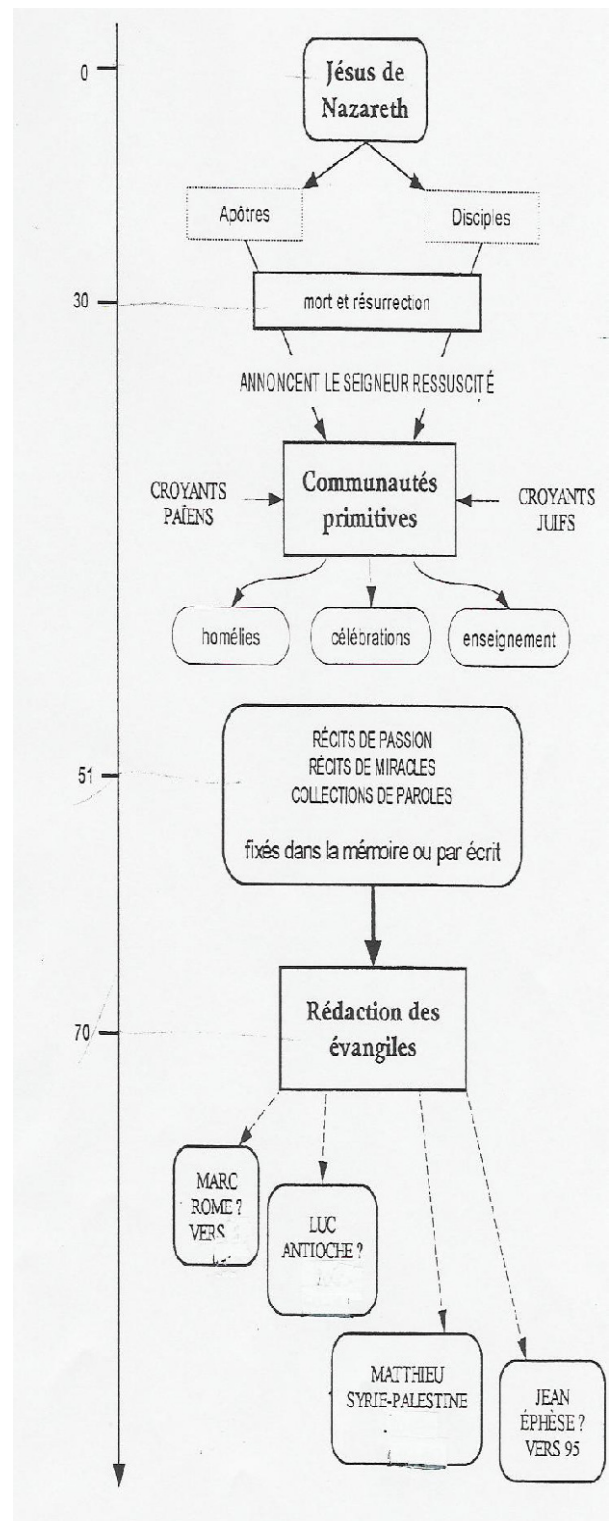 0
Jésus de
Nazareth
Apôtres
Disciples
30
mort et résurrection
ANNONCENT LE SEIGNEUR RESSUSCITÉ
CROYANTS
PAÏENS
Communautés
primitives
CROYANTS
JUIFS
homélies
célébrations
enseignement
51
RÉCITS DE PASSION
RÉCITS DE MIRACLES
COLLECTIONS DE PAROLES
fixés dans la mémoire ou par écrit
70
Rédaction des
évangiles
MARC
ROME ?
VERS
LUC
ANTIOCHE ?
MATTHIEU
SYRIE-PALESTINE
JEAN
ÉPHÈSE ?
VERS 95